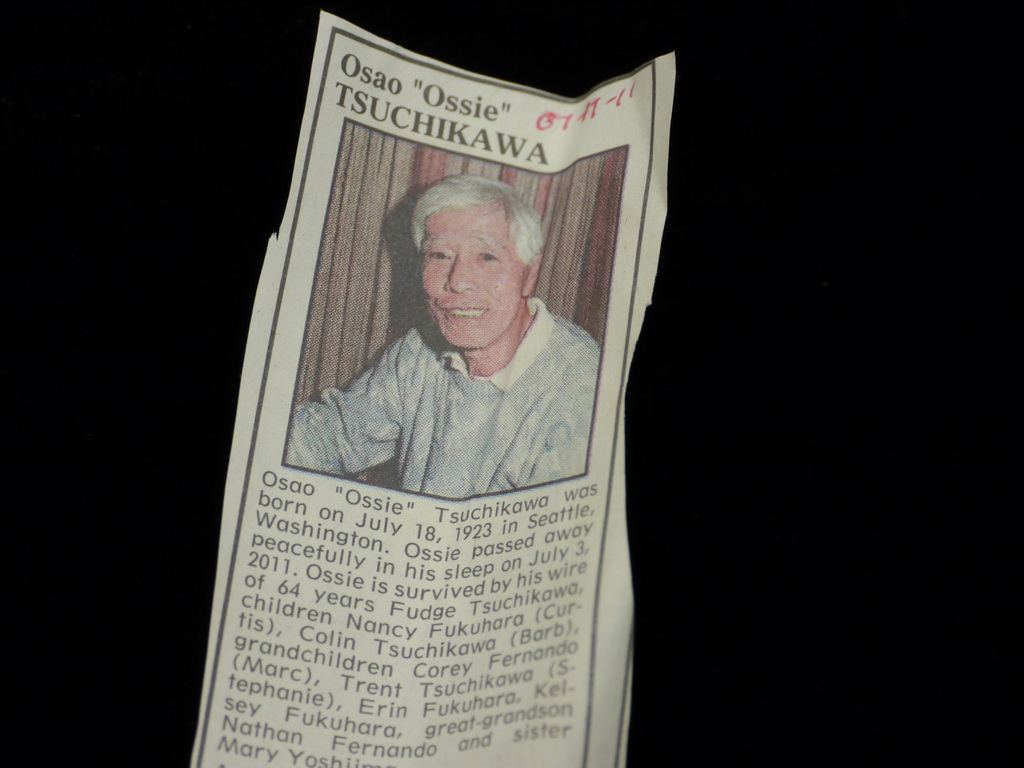 Osao "Ossie"
TSUCHIKAWA
Osao "Ossie" Tsuchikawa was
born on July 18, 1923 in Seattle,
Washington. Ossie passed away
peacefully in his sleep on July 3,
2011. Ossie is survived by his wire
of 64 years Fudge Tsuchikawa,
children Nancy Fukuhara (Cur-
tis), Colin Tsuchikawa (Barb),
grandchildren Corey Fernando
(Marc), Trent Tsuchikawa (S-
tephanie), Erin Fukuhara, Kel-
sey Fukuhara, great-grandson
Nathan Fernando and sister
Mary